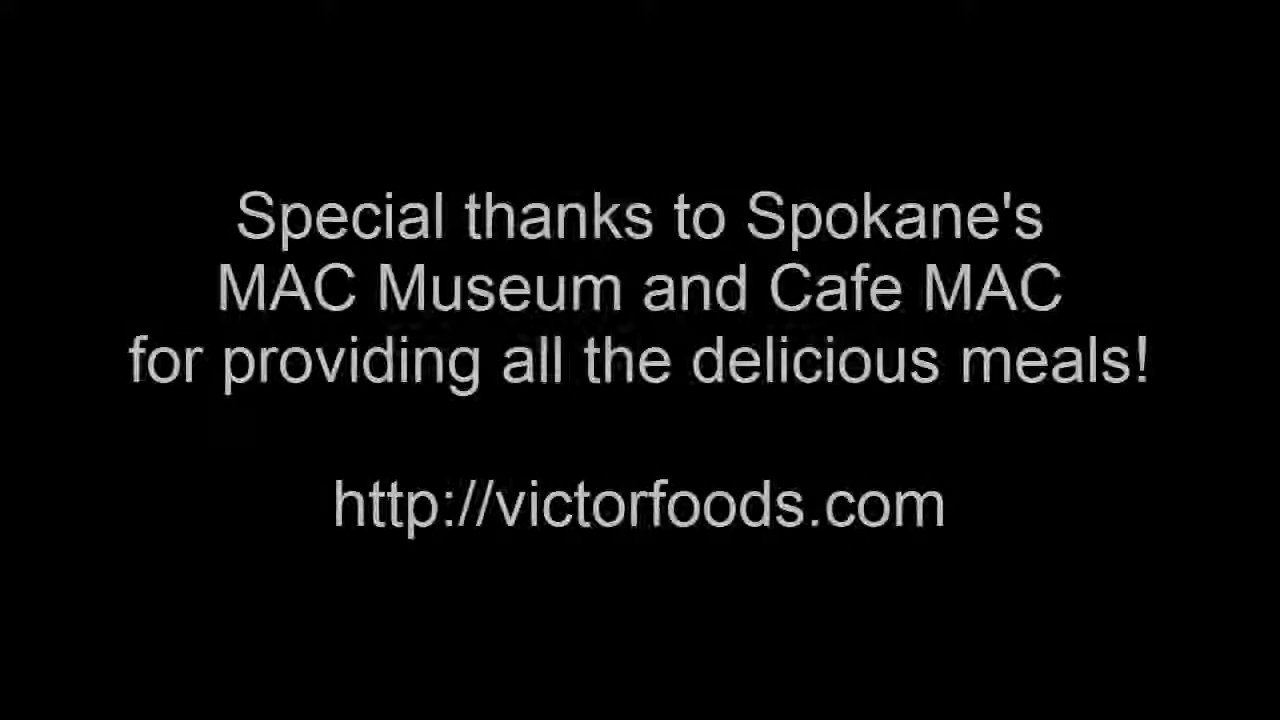 Special thanks to Spokane's
MAC Museum and Cafe MAC
for providing all the delicious meals!
http://victorfoods.com